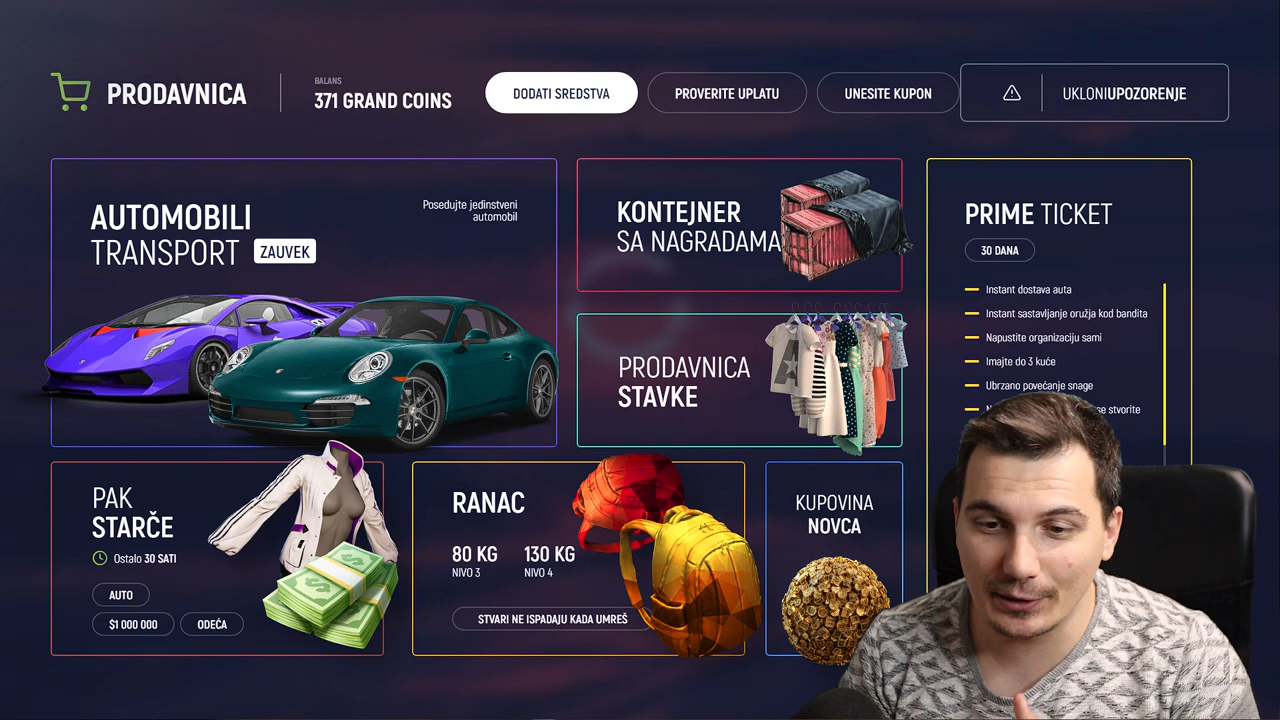 PRODAVNICA
BALANS
371 GRAND COINS
DODATI SREDSTVA
PROVERITE UPLATU
UNESITE KUPON
UKLONIUPOZORENJE
AUTOMOBILI
TRANSPORT ZAUVEK
Posedujte jedinstveni
automobil
KONTEJNER
SA NAGRADAMA
PRODAVNICA
STAVKE
PRIME TICKET
30 DANA
Instant dostava auta
Instant sastavljanje oružja kod bandita
Napustite organizaciju sami
Imajte do 3 kuće
Ubrzano povećanje snage
se stvorite
PAK
STARČE
Ostalo 30 SATI
AUTO
$1 000 000
ODEĆA
RANAC
80 KG
NIVO 3
130 KG
NIVO 4
STVARI NE ISPADAJU KADA UMREŠ
KUPOVINA
NOVCA